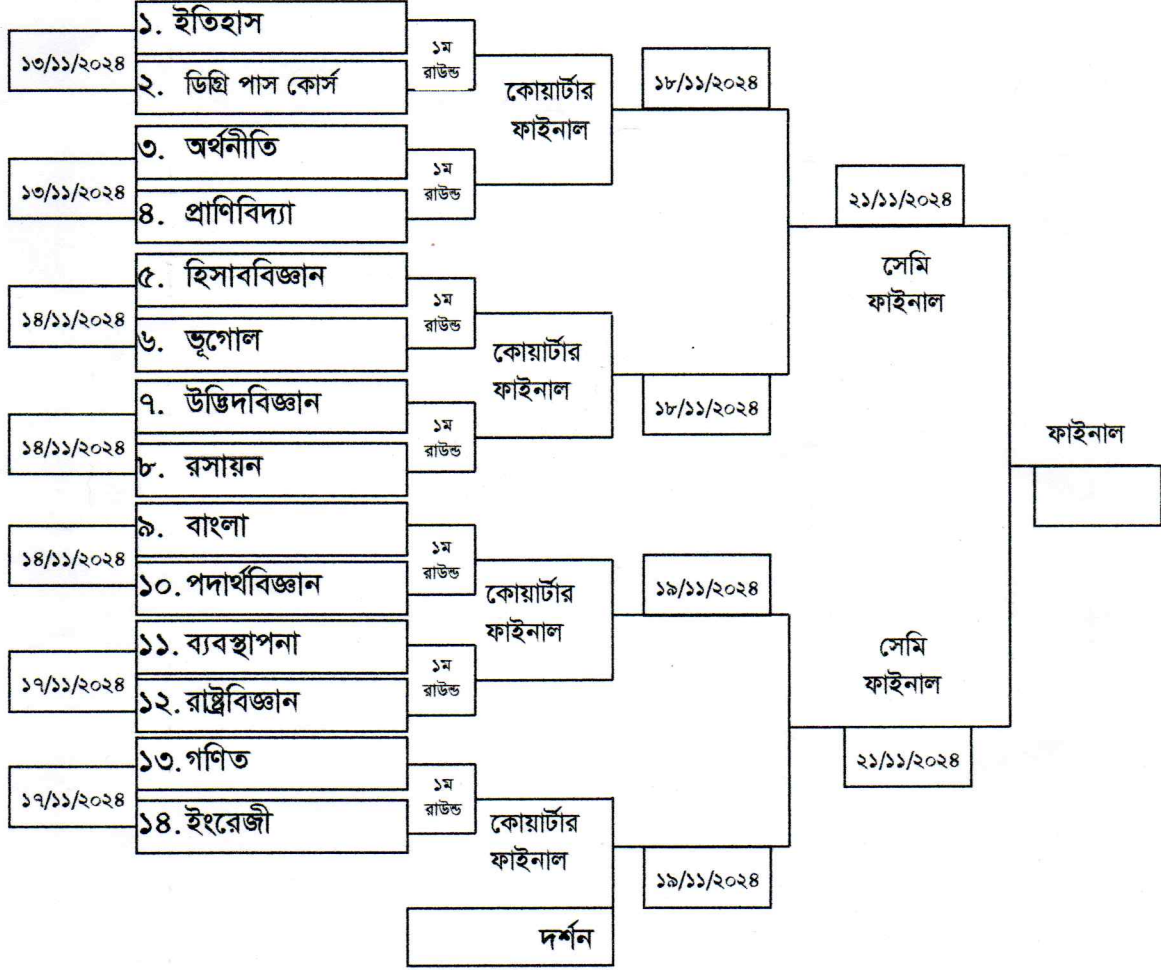 ১. ইতিহাস
১৩/১১/২০২৪
১ম
রাউন্ড
২. ডিগ্রি পাস কোর্স
কোয়ার্টার
ফাইনাল
১৮/১১/২০২৪
৩. অর্থনীতি
১৩/১১/২০২৪
১ম
রাউন্ড
৪. প্রাণিবিদ্যা
২১/১১/২০২৪
সেমি
ফাইনাল
৫. হিসাববিজ্ঞান
১৪/১১/২০২৪
১ম
রাউন্ড
৬. ভূগোল
কোয়ার্টার
ফাইনাল
১৮/১১/২০২৪
৭. উদ্ভিদবিজ্ঞান
১৪/১১/২০২৪
১ম
রাউন্ড
৮. রসায়ন
ফাইনাল
৯. বাংলা
১৪/১১/২০২৪
১ম
রাউন্ড
১০. পদার্থবিজ্ঞান
কোয়ার্টার
ফাইনাল
১৯/১১/২০২৪
১১. ব্যবস্থাপনা
১৭/১১/২০২৪
১ম
রাউন্ড
১২. রাষ্ট্রবিজ্ঞান
সেমি
ফাইনাল
২১/১১/২০২৪
১৩. গণিত
১৭/১১/২০২৪
১ম
রাউন্ড
১৪. ইংরেজী
কোয়ার্টার
ফাইনাল
১৯/১১/২০২৪
দর্শন